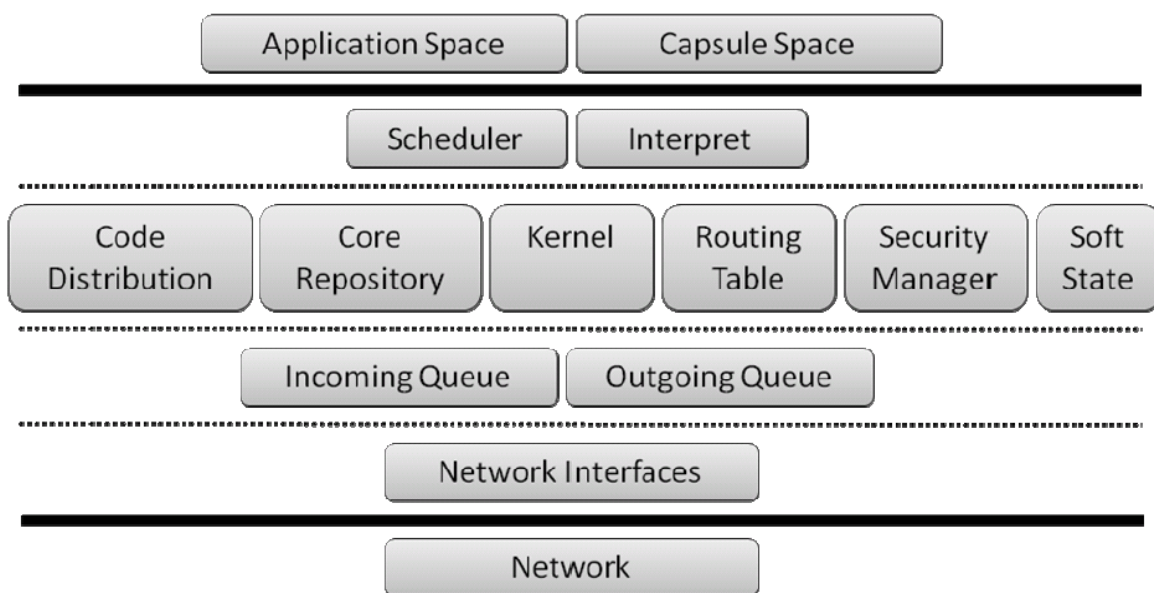 Application Space
Capsule Space
Scheduler
Interpret
Code
Distribution
Core
Repository
Kernel
Routing
Table
Security
Manager
Soft
State
Incoming Queue
Outgoing Queue
Network Interfaces
Network